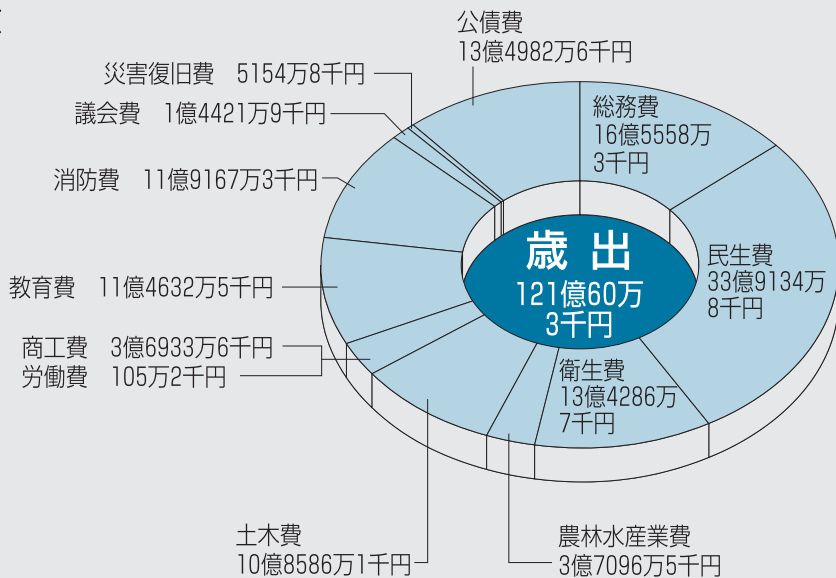 公債費
13億4982万6千円
災害復旧費 5154万8千円
議会費 1億4421万9千円
消防費 11億9167万3千円
教育費 11億4632万5千円
商工費 3億6933万6千円
労働費 105万2千円
土木費
10億8586万1千円
農林水産業費
3億7096万5千円
衛生費
13億4286万
7千円
民生費
33億9134万
8千円
総務費
16億5558万
3千円
歳出
121億60万
3千円